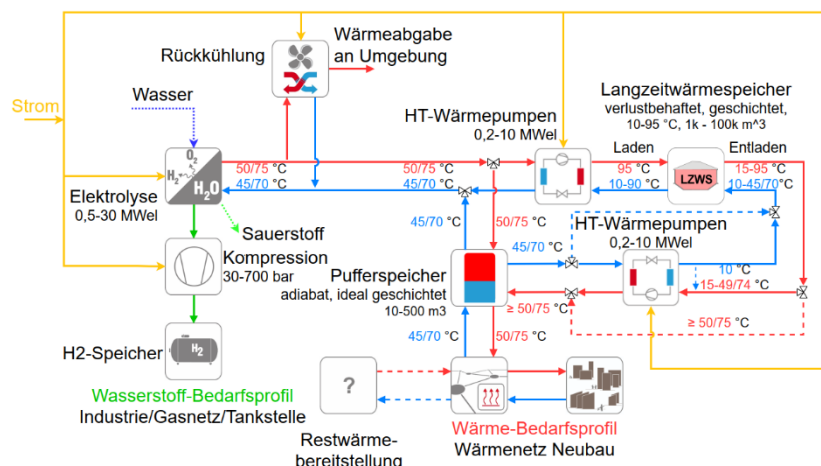 Strom
Wasser
Rückkühlung
Wärmeabgabe
an Umgebung
HT-Wärmepumpen
0,2-10 MWel
Langzeitwärmespeicher
verlustbehaftet, geschichtet,
10-95 °C, 1k - 100k m^3
Laden
Entladen
O2
H2
H2O
50/75 °C
45/70 °C
50/75 °C
45/70 °C
95 °C
10-90 °C
LZWS
15-95 °C
10-45/70 °C
Elektrolyse
0,5-30 MWel
Sauerstoff
Kompression
30-700 bar
45/70 °C
50/75 °C
45/70 °C
HT-Wärmepumpen
0,2-10 MWel
Pufferspeicher
adiabat, ideal geschichtet
10-500 m3
10 °C
15-49/74 °C
≥ 50/75 °C
≥ 50/75 °C
45/70 °C
50/75 °C
H2-Speicher
H2
Wasserstoff-Bedarfsprofil
Industrie/Gasnetz/Tankstelle
?
Restwärme-
bereitstellung
Wärme-Bedarfsprofil
Wärmenetz Neubau